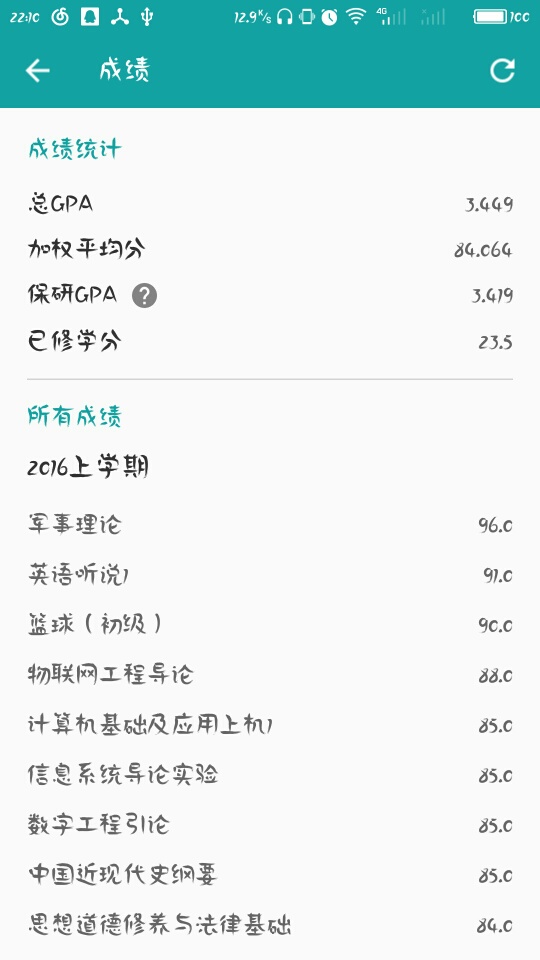 22:10 12.9K/s 4G 100
成绩
成绩统计
总GPA 3.449
加权平均分 84.064
保研GPA ? 3.419
已修学分 23.5
所有成绩
2016上学期
军事理论 96.0
英语听说1 91.0
篮球（初级） 90.0
物联网工程导论 88.0
计算机基础及应用上机1 85.0
信息系统导论实验 85.0
数字工程引论 85.0
中国近现代史纲要 85.0
思想道德修养与法律基础 84.0